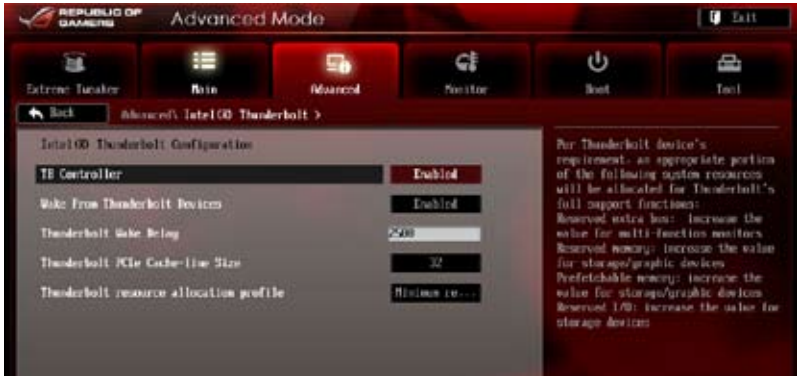 REPUBLIC OF GAMERS
Advanced Mode
Exit
Extreme Tweaker
Main
Advanced
Monitor
Boot
Tool
Back
Advanced\ Intel(R) Thunderbolt >
Intel(R) Thunderbolt Configuration
TB Controller
Enabled
Wake From Thunderbolt Devices
Enabled
Thunderbolt Wake Delay
2500
Thunderbolt PCIe Cache-line Size
32
Thunderbolt resource allocation profile
Minimum re...
Per Thunderbolt device's
requirement, an appropriate portion
of the following system resources
will be allocated for Thunderbolt's
full support functions:
Reserved extra bus: increase the
value for multi-function monitors
Reserved memory: increase the value
for storage/graphic devices
Prefetchable memory: increase the
value for storage/graphic devices
Reserved I/O: increase the value for
storage devices